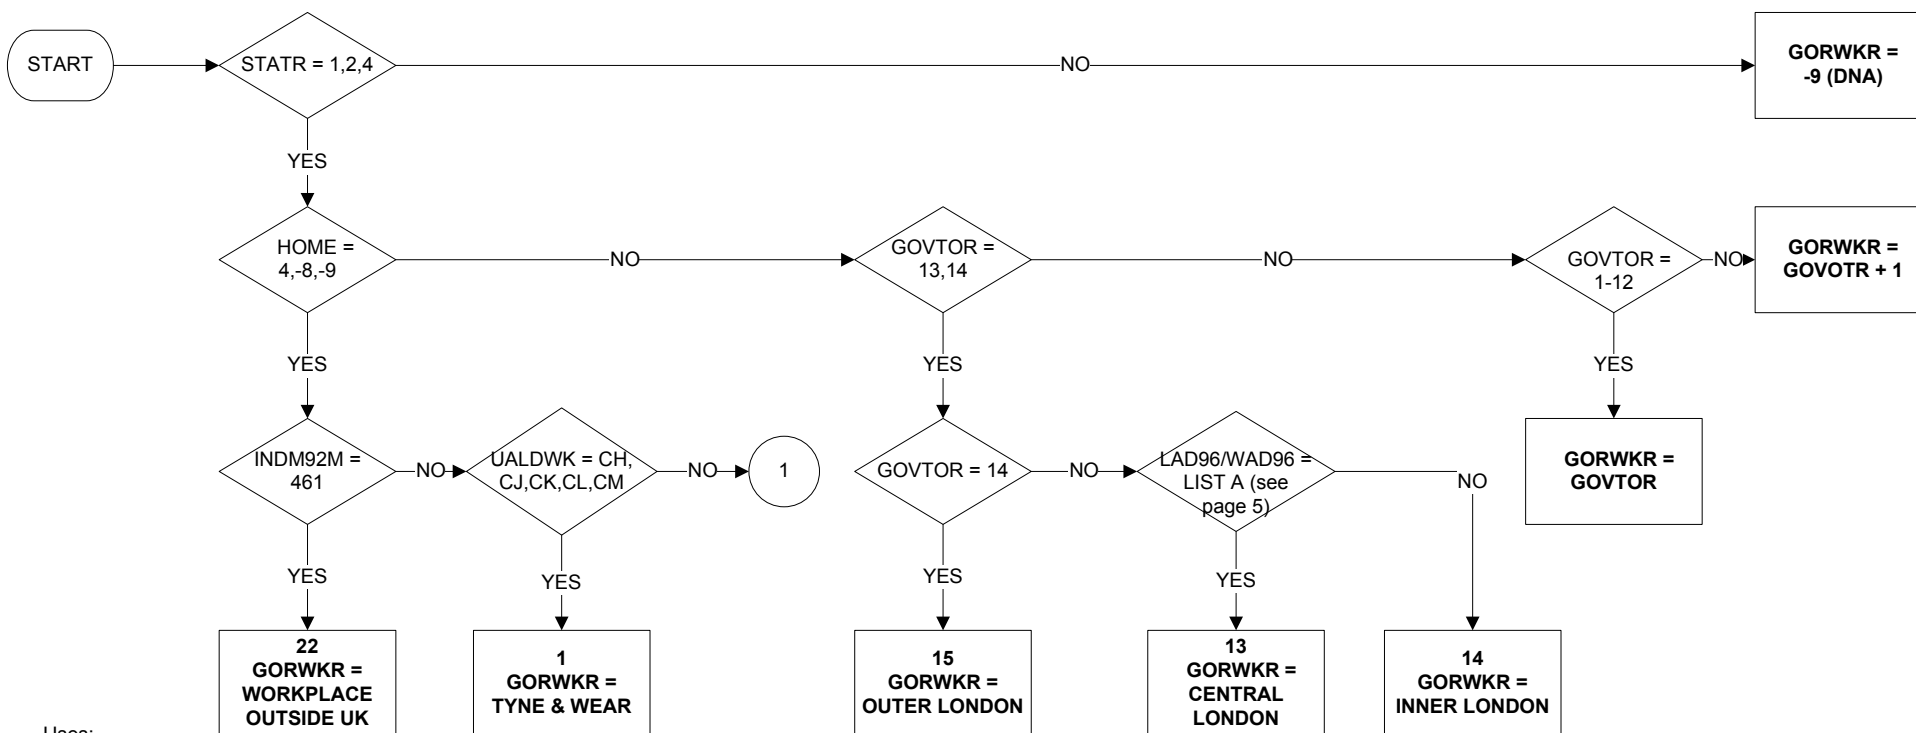 START
STATR = 1,2,4
NO
GORWKR =
-9 (DNA)
YES
HOME =
4,-8,-9
NO
GOVTOR =
13,14
NO
GOVTOR =
1-12
NO
GORWKR =
GOVOTR + 1
YES
YES
YES
INDM92M =
461
NO
UALDWK = CH,
CJ,CK,CL,CM
NO
1
GOVTOR = 14
NO
LAD96/WAD96 =
LIST A (see
page 5)
NO
GORWKR =
GOVTOR
YES
YES
YES
YES
22
GORWKR =
WORKPLACE
OUTSIDE UK
1
GORWKR =
TYNE & WEAR
15
GORWKR =
OUTER LONDON
13
GORWKR =
CENTRAL
LONDON
14
GORWKR =
INNER LONDON
Uses: